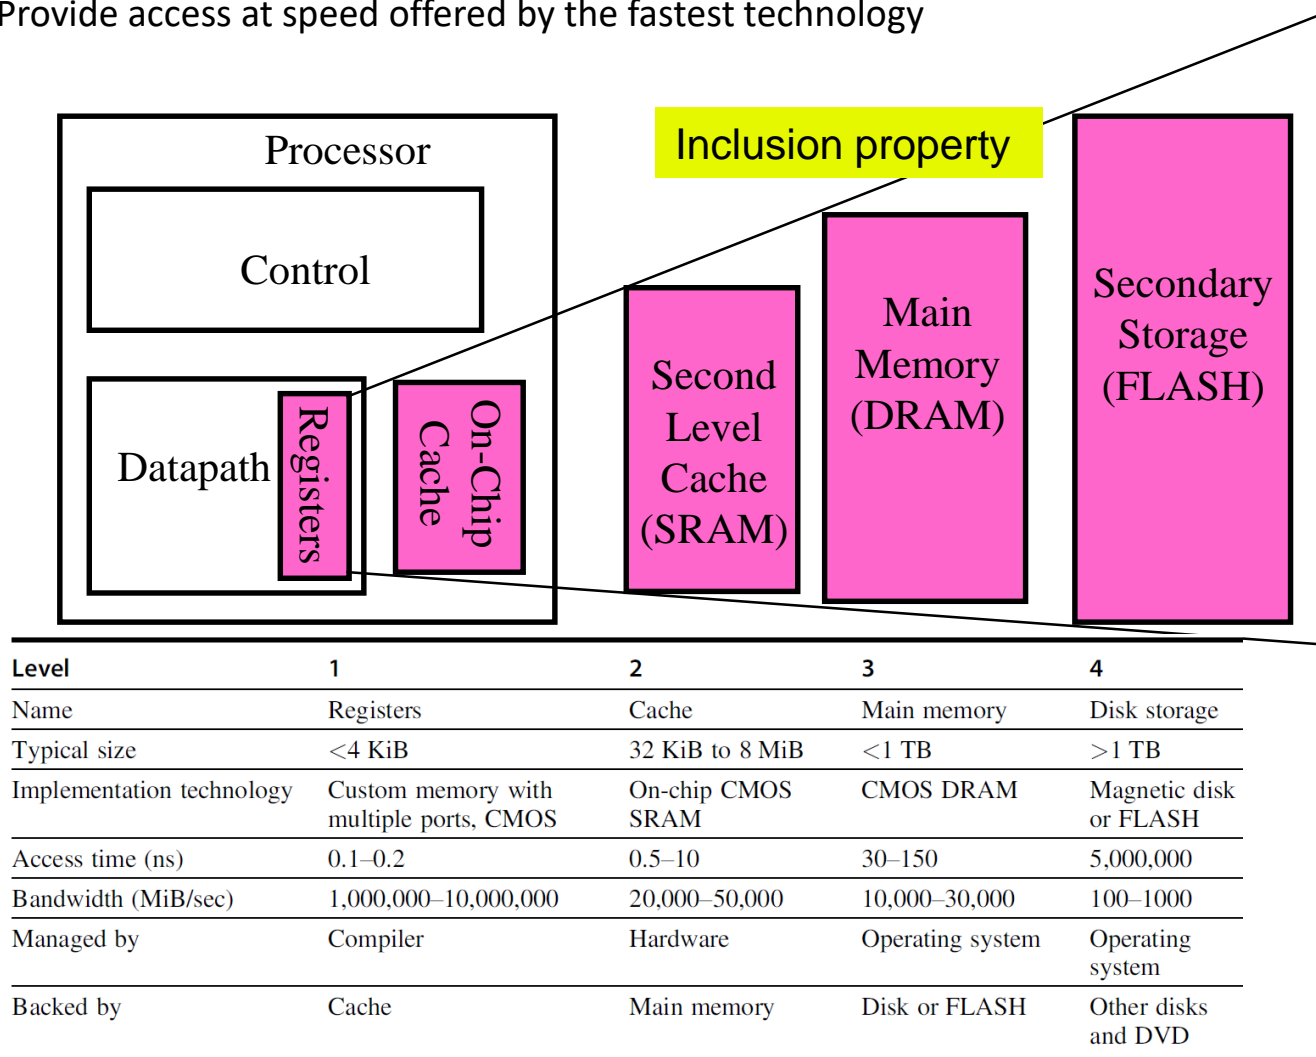 Provide access at speed offered by the fastest technology
Inclusion property
Processor
Control
Datapath
Registers
On-Chip
Cache
Second
Level
Cache
(SRAM)
Main
Memory
(DRAM)
Secondary
Storage
(FLASH)
Level 1 2 3 4
Name Registers Cache Main memory Disk storage
Typical size <4 KiB 32 KiB to 8 MiB <1 TB >1 TB
Implementation technology Custom memory with On-chip CMOS CMOS DRAM Magnetic disk
multiple ports, CMOS SRAM or FLASH
Access time (ns) 0.1–0.2 0.5–10 30–150 5,000,000
Bandwidth (MiB/sec) 1,000,000–10,000,000 20,000–50,000 10,000–30,000 100–1000
Managed by Compiler Hardware Operating system Operating
system
Backed by Cache Main memory Disk or FLASH Other disks
and DVD